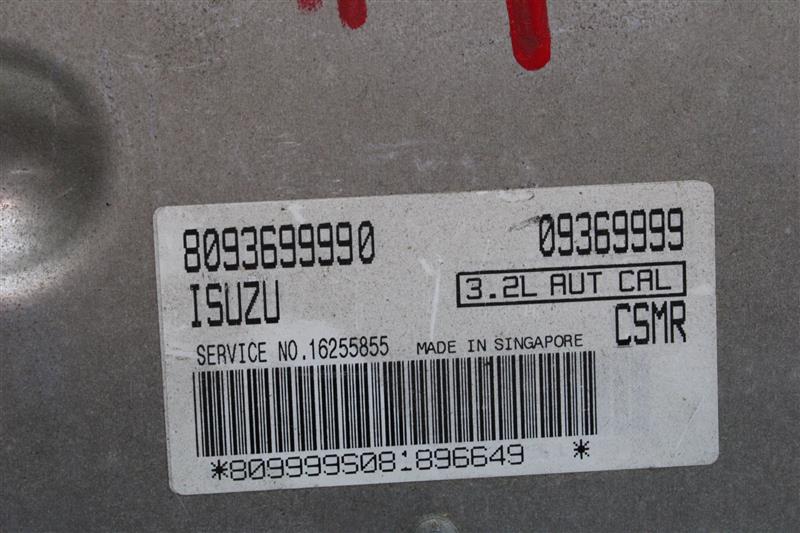 8093699990 09369999
ISUZU 3.2L AUT CAL
CSMR
SERVICE NO.16255855 MADE IN SINGAPORE
*809999S081896649 *